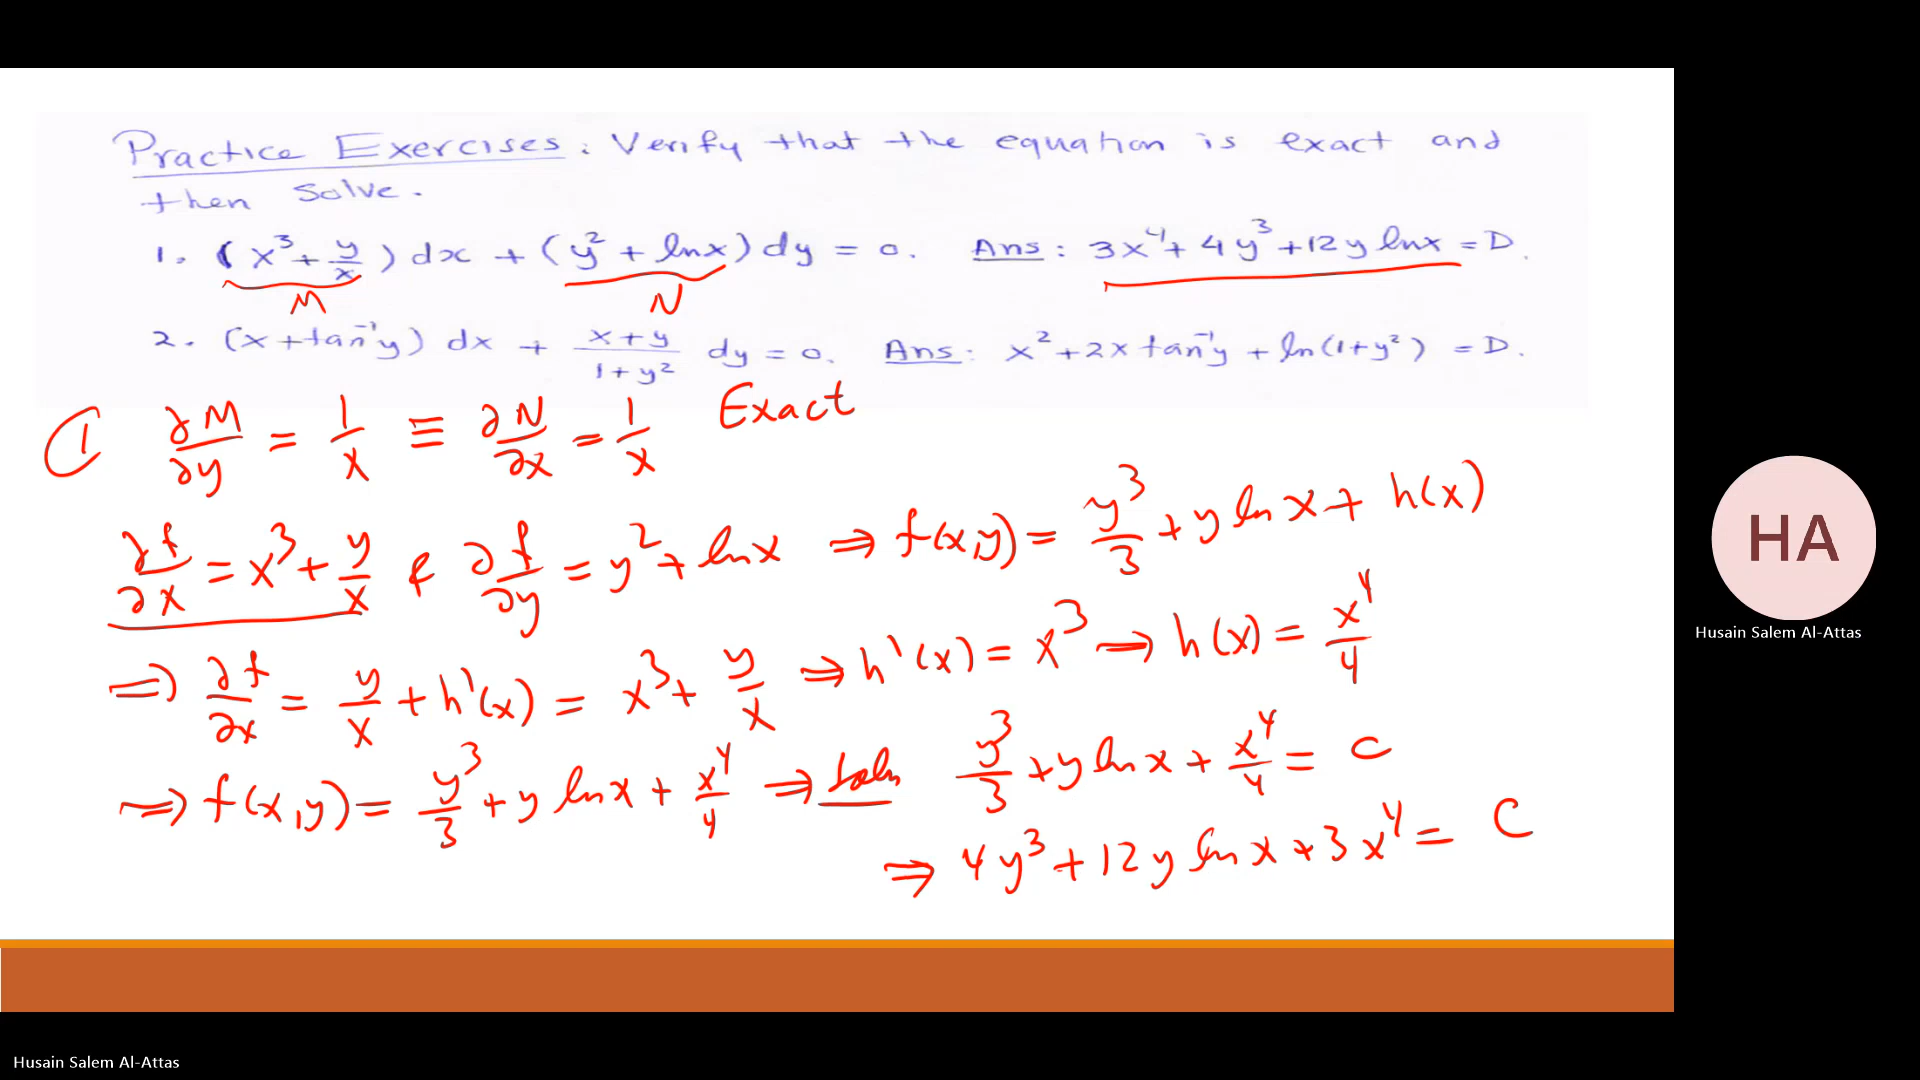 Practice Exercises: Verify that the equation is exact and
then solve.
1. (x³ + y/x) dx + (y² + ln x) dy = 0. Ans: 3x⁴ + 4y³ + 12y ln x = D.
M N
2. (x + tan⁻¹y) dx + (x+y)/(1+y²) dy = 0. Ans: x² + 2x tan⁻¹y + ln(1+y²) = D.
① ∂M/∂y = 1/x ≡ ∂N/∂x = 1/x Exact
∂f/∂x = x³ + y/x & ∂f/∂y = y² + ln x ⇒ f(x,y) = y³/3 + y ln x + h(x)
⇒ ∂f/∂x = y/x + h'(x) = x³ + y/x ⇒ h'(x) = x³ ⇒ h(x) = x⁴/4
⇒ f(x,y) = y³/3 + y ln x + x⁴/4 ⇒ soln y³/3 + y ln x + x⁴/4 = C
⇒ 4y³ + 12y ln x + 3x⁴ = C
HA
Husain Salem Al-Attas
Husain Salem Al-Attas